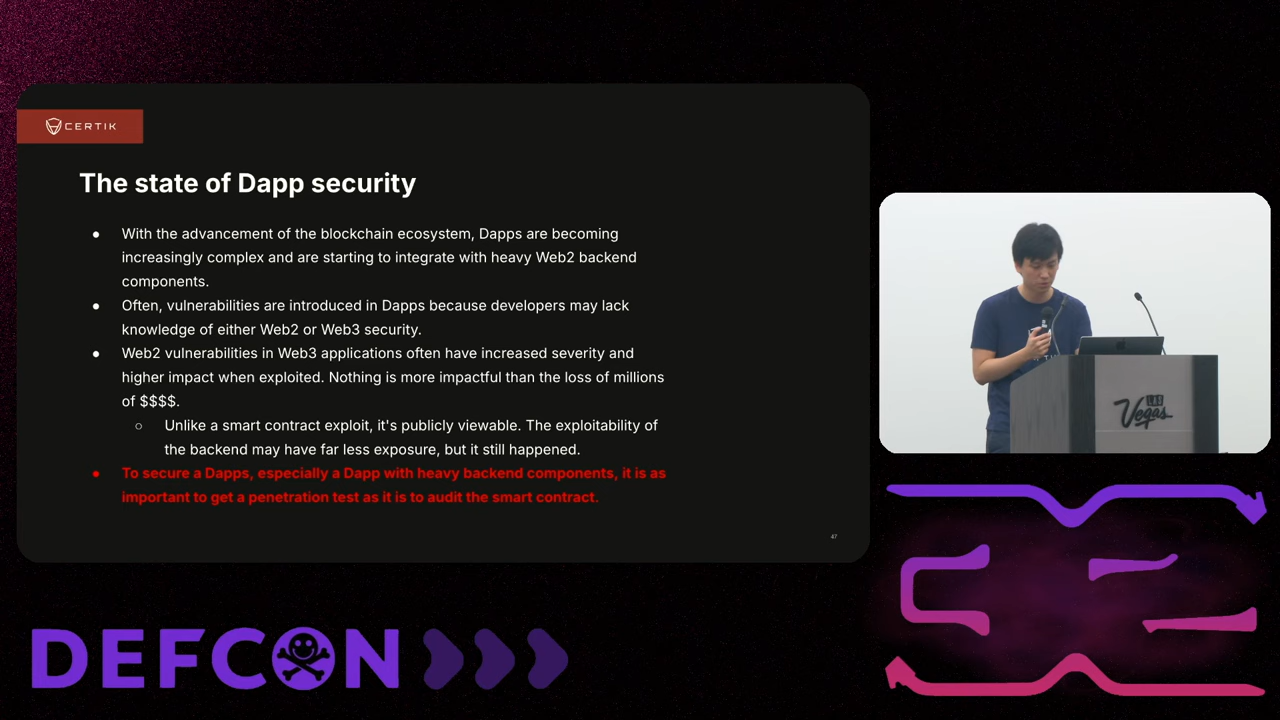 CERTIK
The state of Dapp security
● With the advancement of the blockchain ecosystem, Dapps are becoming
increasingly complex and are starting to integrate with heavy Web2 backend
components.
● Often, vulnerabilities are introduced in Dapps because developers may lack
knowledge of either Web2 or Web3 security.
● Web2 vulnerabilities in Web3 applications often have increased severity and
higher impact when exploited. Nothing is more impactful than the loss of millions
of $$$$.
○ Unlike a smart contract exploit, it's publicly viewable. The exploitability of
the backend may have far less exposure, but it still happened.
● To secure a Dapps, especially a Dapp with heavy backend components, it is as
important to get a penetration test as it is to audit the smart contract.
47
LAS
Vegas
DEFCON